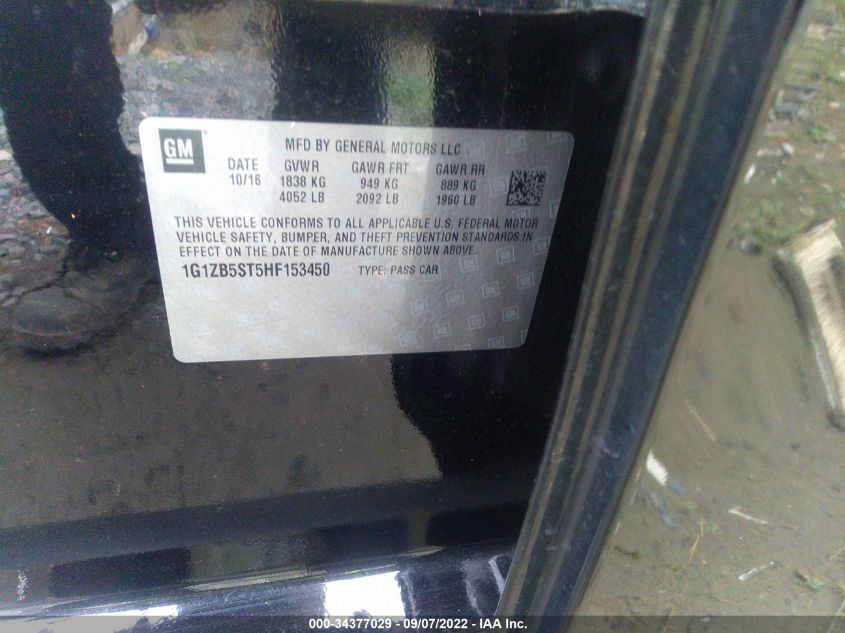 GM
MFD BY GENERAL MOTORS LLC
DATE GVWR GAWR FRT GAWR RR
10/16 1838 KG 949 KG 889 KG
4052 LB 2092 LB 1960 LB
THIS VEHICLE CONFORMS TO ALL APPLICABLE U.S. FEDERAL MOTOR
VEHICLE SAFETY, BUMPER, AND THEFT PREVENTION STANDARDS IN
EFFECT ON THE DATE OF MANUFACTURE SHOWN ABOVE.
1G1ZB5ST5HF153450 TYPE: PASS CAR
000-34377029 - 09/07/2022 - IAA Inc.